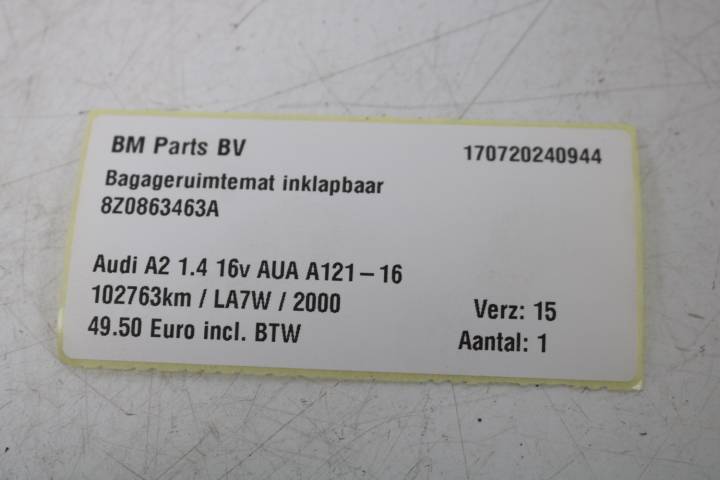 BM Parts BV 170720240944
Bagageruimtemat inklapbaar
8Z0863463A
Audi A2 1.4 16v AUA A121-16
102763km / LA7W / 2000 Verz: 15
49.50 Euro incl. BTW Aantal: 1